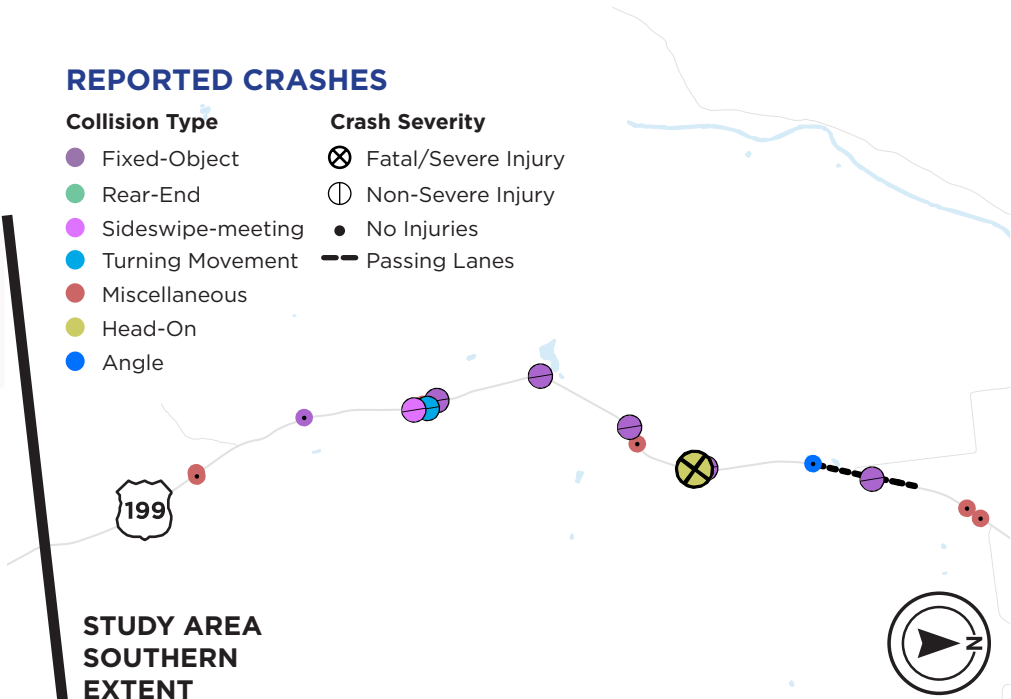 REPORTED CRASHES
Collision Type
Fixed-Object
Rear-End
Sideswipe-meeting
Turning Movement
Miscellaneous
Head-On
Angle
Crash Severity
Fatal/Severe Injury
Non-Severe Injury
No Injuries
Passing Lanes
199
STUDY AREA
SOUTHERN
EXTENT
N